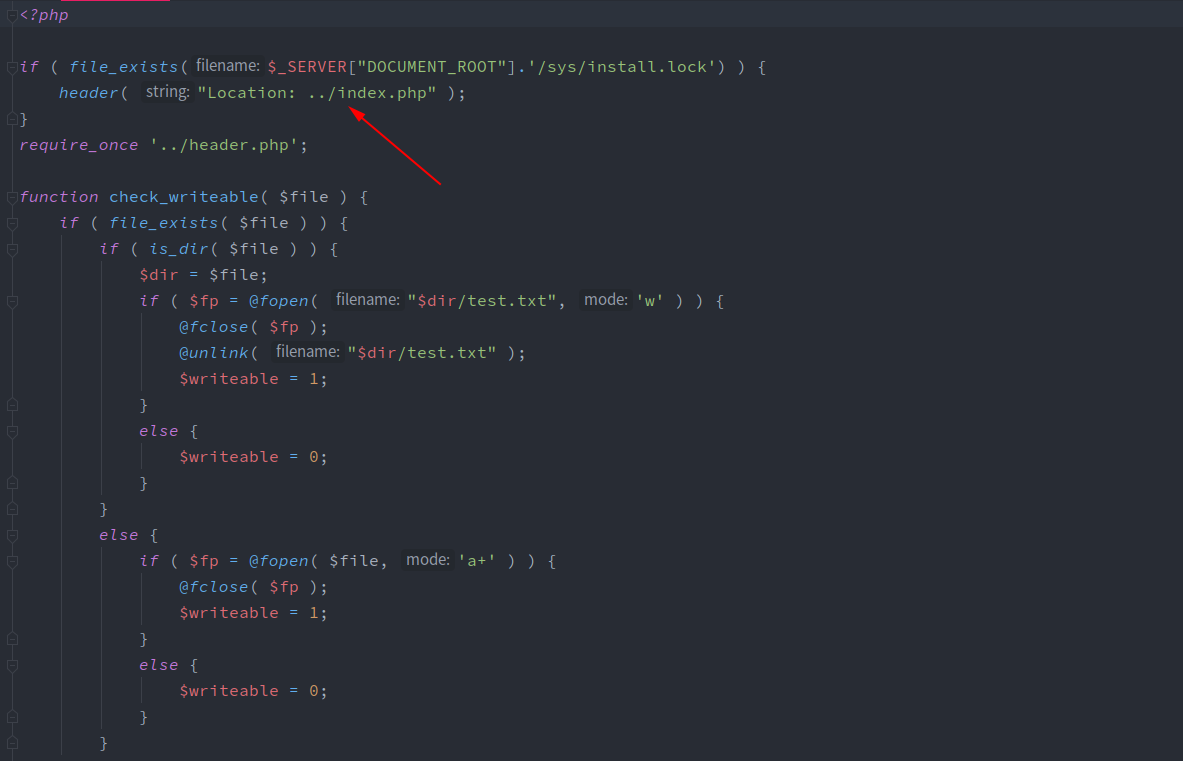 <?php
if ( file_exists( filename: $_SERVER["DOCUMENT_ROOT"].'/sys/install.lock') ) {
header( string: "Location: ../index.php" );
}
require_once '../header.php';
function check_writeable( $file ) {
if ( file_exists( $file ) ) {
if ( is_dir( $file ) ) {
$dir = $file;
if ( $fp = @fopen( filename: "$dir/test.txt", mode: 'w' ) ) {
@fclose( $fp );
@unlink( filename: "$dir/test.txt" );
$writeable = 1;
}
else {
$writeable = 0;
}
}
else {
if ( $fp = @fopen( $file, mode: 'a+' ) ) {
@fclose( $fp );
$writeable = 1;
}
else {
$writeable = 0;
}
}